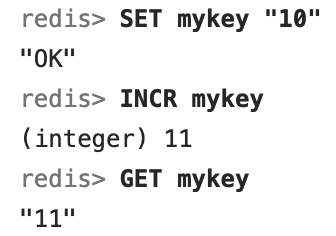 redis> SET mykey "10"
"OK"
redis> INCR mykey
(integer) 11
redis> GET mykey
"11"